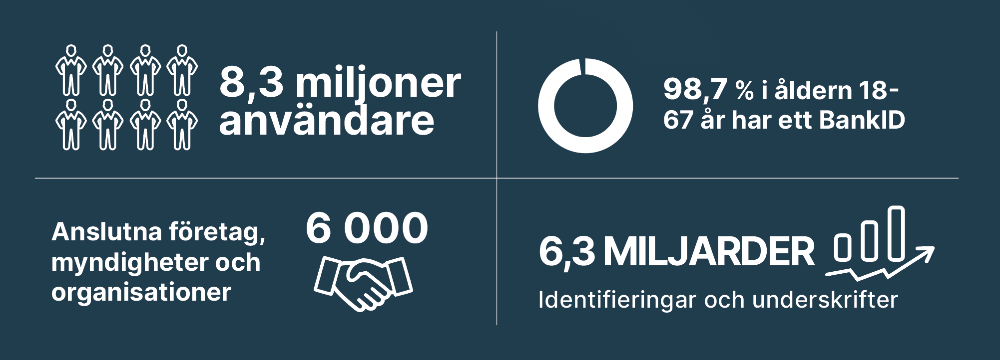 8,3 miljoner
användare
98,7 % i åldern 18-
67 år har ett BankID
Anslutna företag,
myndigheter och
organisationer
6 000
6,3 MILJARDER
Identifieringar och underskrifter